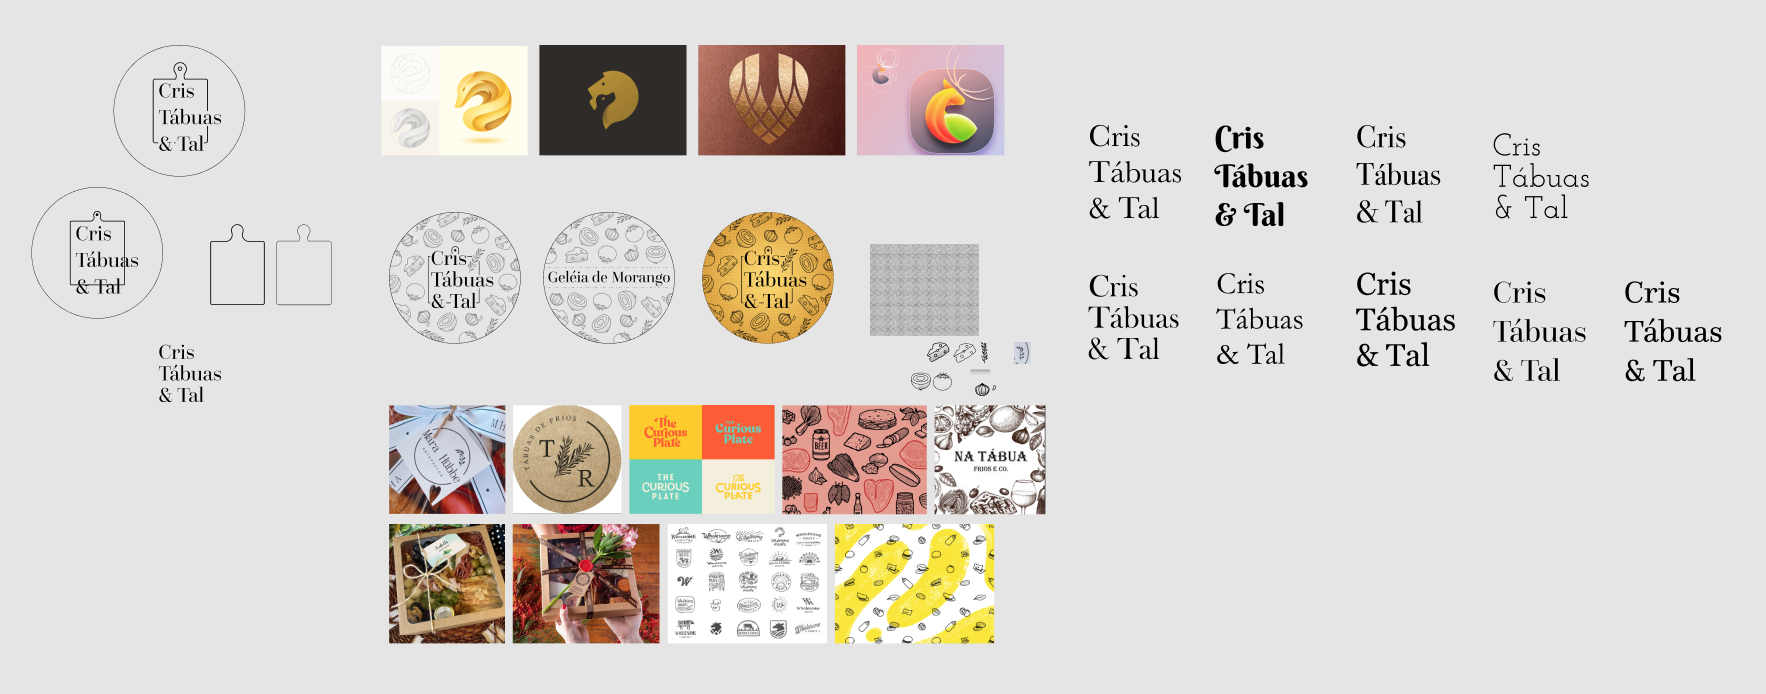 Cris
Tábuas
& Tal
Cris
Tábuas
& Tal
Cris
Tábuas
& Tal
Cris
Tábuas
& Tal
Geléia de Morango
Cris
Tábuas
& Tal
Cris
Tábuas
& Tal
Cris
Tábuas
& Tal
Cris
Tábuas
& Tal
Cris
Tábuas
& Tal
Cris
Tábuas
& Tal
Cris
Tábuas
& Tal
Cris
Tábuas
& Tal
Cris
Tábuas
& Tal
Cris
Tábuas
& Tal
Mara Hübbe
TÁBUAS DE FRIOS
T
R
The
Curious
Plate
THE
Curious
Plate
THE
CURIOUS
PLATE
The
CURIOUS
PLATE
BEER
NA TÁBUA
FRIOS E CO.